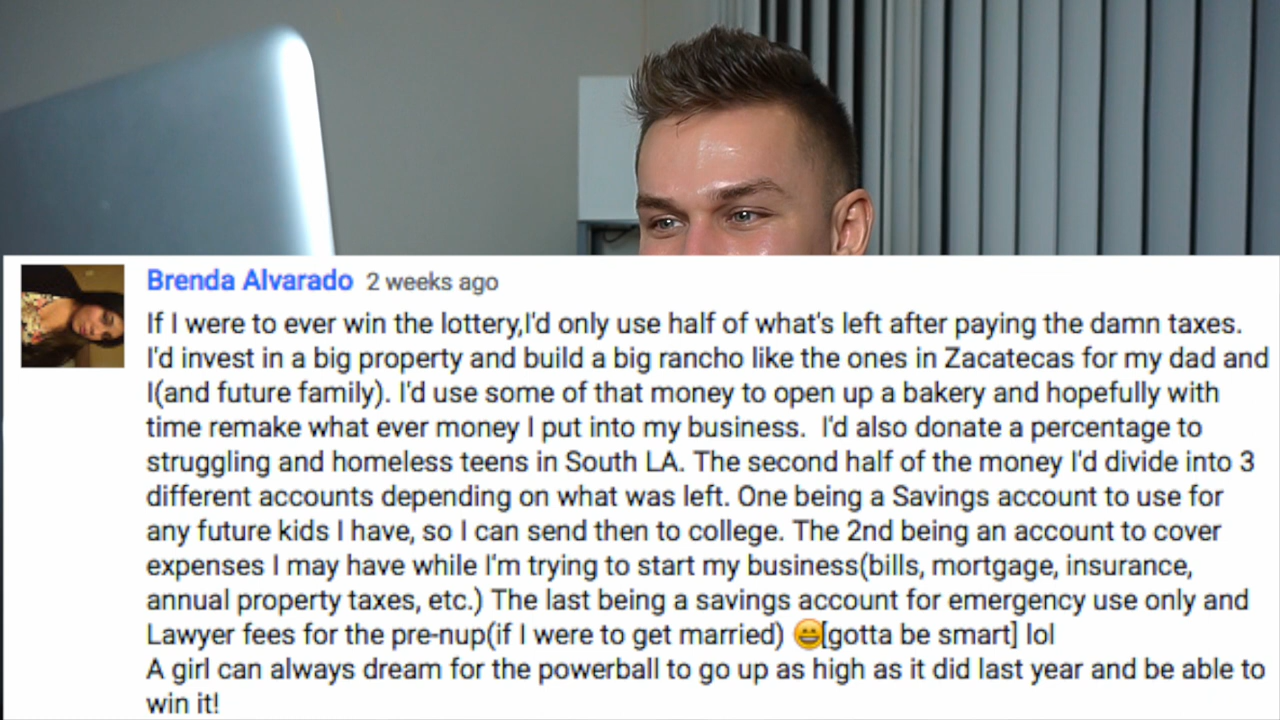 Brenda Alvarado 2 weeks ago
If I were to ever win the lottery,I'd only use half of what's left after paying the damn taxes.
I'd invest in a big property and build a big rancho like the ones in Zacatecas for my dad and
I(and future family). I'd use some of that money to open up a bakery and hopefully with
time remake what ever money I put into my business.  I'd also donate a percentage to
struggling and homeless teens in South LA. The second half of the money I'd divide into 3
different accounts depending on what was left. One being a Savings account to use for
any future kids I have, so I can send then to college. The 2nd being an account to cover
expenses I may have while I'm trying to start my business(bills, mortgage, insurance,
annual property taxes, etc.) The last being a savings account for emergency use only and
Lawyer fees for the pre-nup(if I were to get married) 😄[gotta be smart] lol
A girl can always dream for the powerball to go up as high as it did last year and be able to
win it!